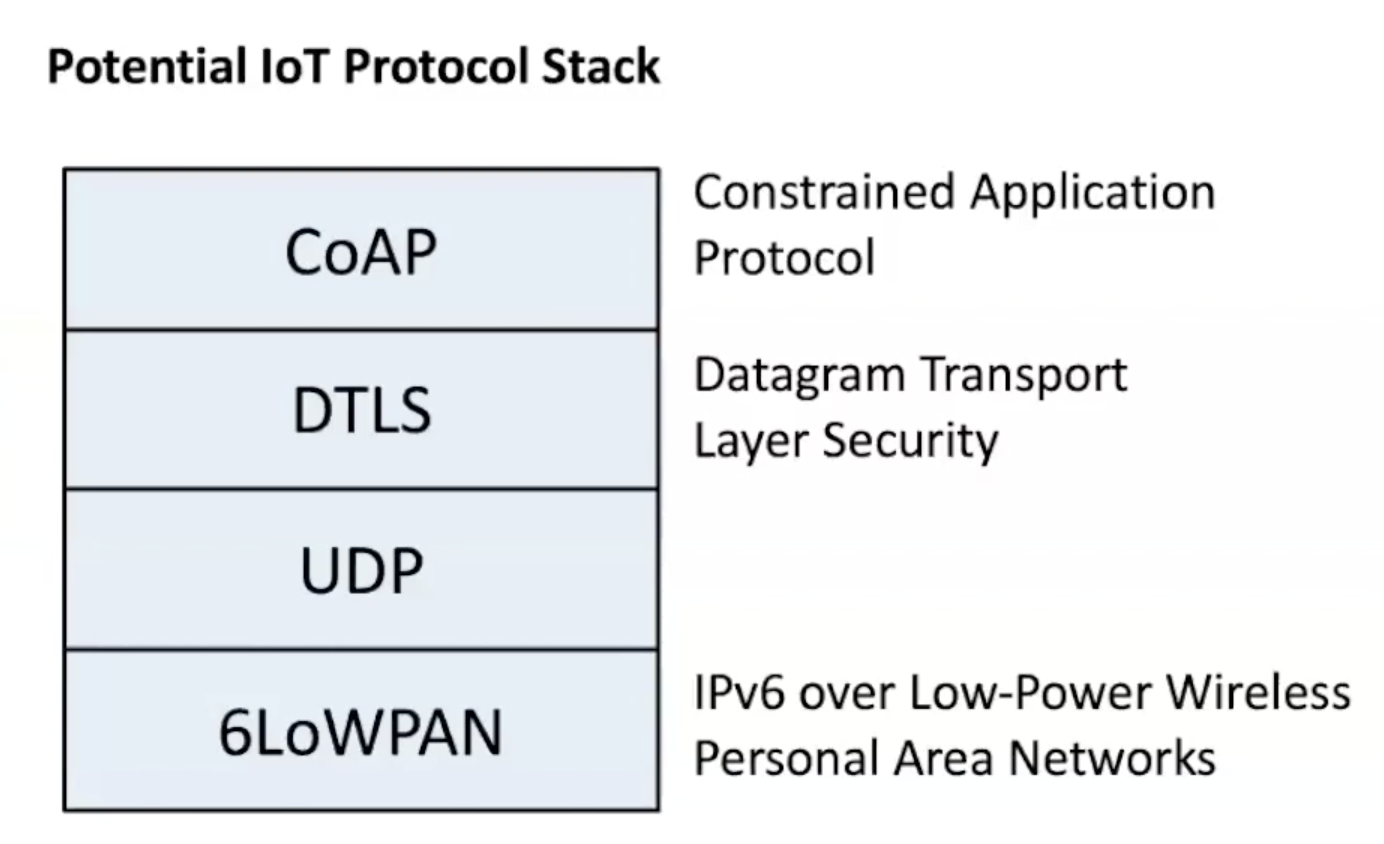 Potential IoT Protocol Stack
CoAP
Constrained Application
Protocol
DTLS
Datagram Transport
Layer Security
UDP
6LoWPAN
IPv6 over Low-Power Wireless
Personal Area Networks